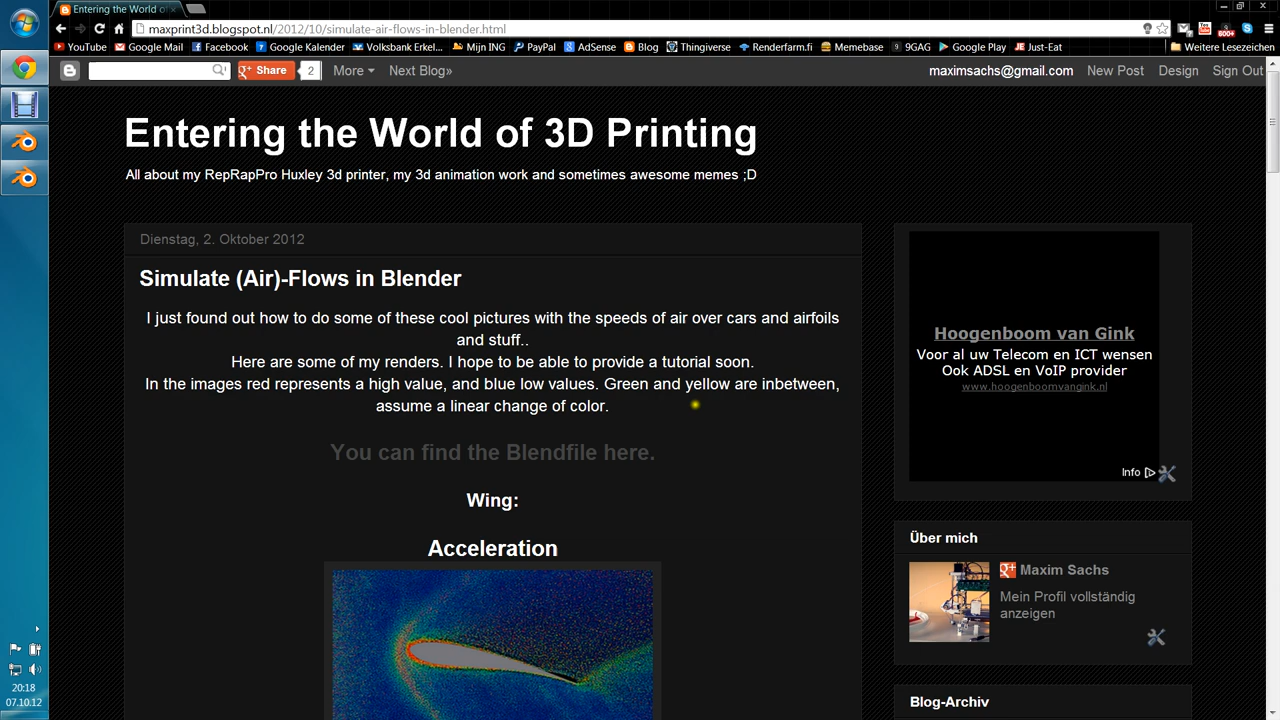 Entering the World of
maxprint3d.blogspot.nl/2012/10/simulate-air-flows-in-blender.html
YouTube Google Mail Facebook Google Kalender Volksbank Erkel... Mijn ING PayPal AdSense Blog Thingiverse Renderfarm.fi Memebase 9GAG Google Play Just-Eat Weitere Lesezeichen
Share 2 More Next Blog» maximsachs@gmail.com New Post Design Sign Out
Entering the World of 3D Printing
All about my RepRapPro Huxley 3d printer, my 3d animation work and sometimes awesome memes ;D
Dienstag, 2. Oktober 2012
Simulate (Air)-Flows in Blender
I just found out how to do some of these cool pictures with the speeds of air over cars and airfoils
and stuff..
Here are some of my renders. I hope to be able to provide a tutorial soon.
In the images red represents a high value, and blue low values. Green and yellow are inbetween,
assume a linear change of color.
You can find the Blendfile here.
Wing:
Acceleration
Hoogenboom van Gink
Voor al uw Telecom en ICT wensen
Ook ADSL en VoIP provider
www.hoogenboomvangink.nl
Info
Über mich
Maxim Sachs
Mein Profil vollständig
anzeigen
Blog-Archiv
20:18
07.10.12